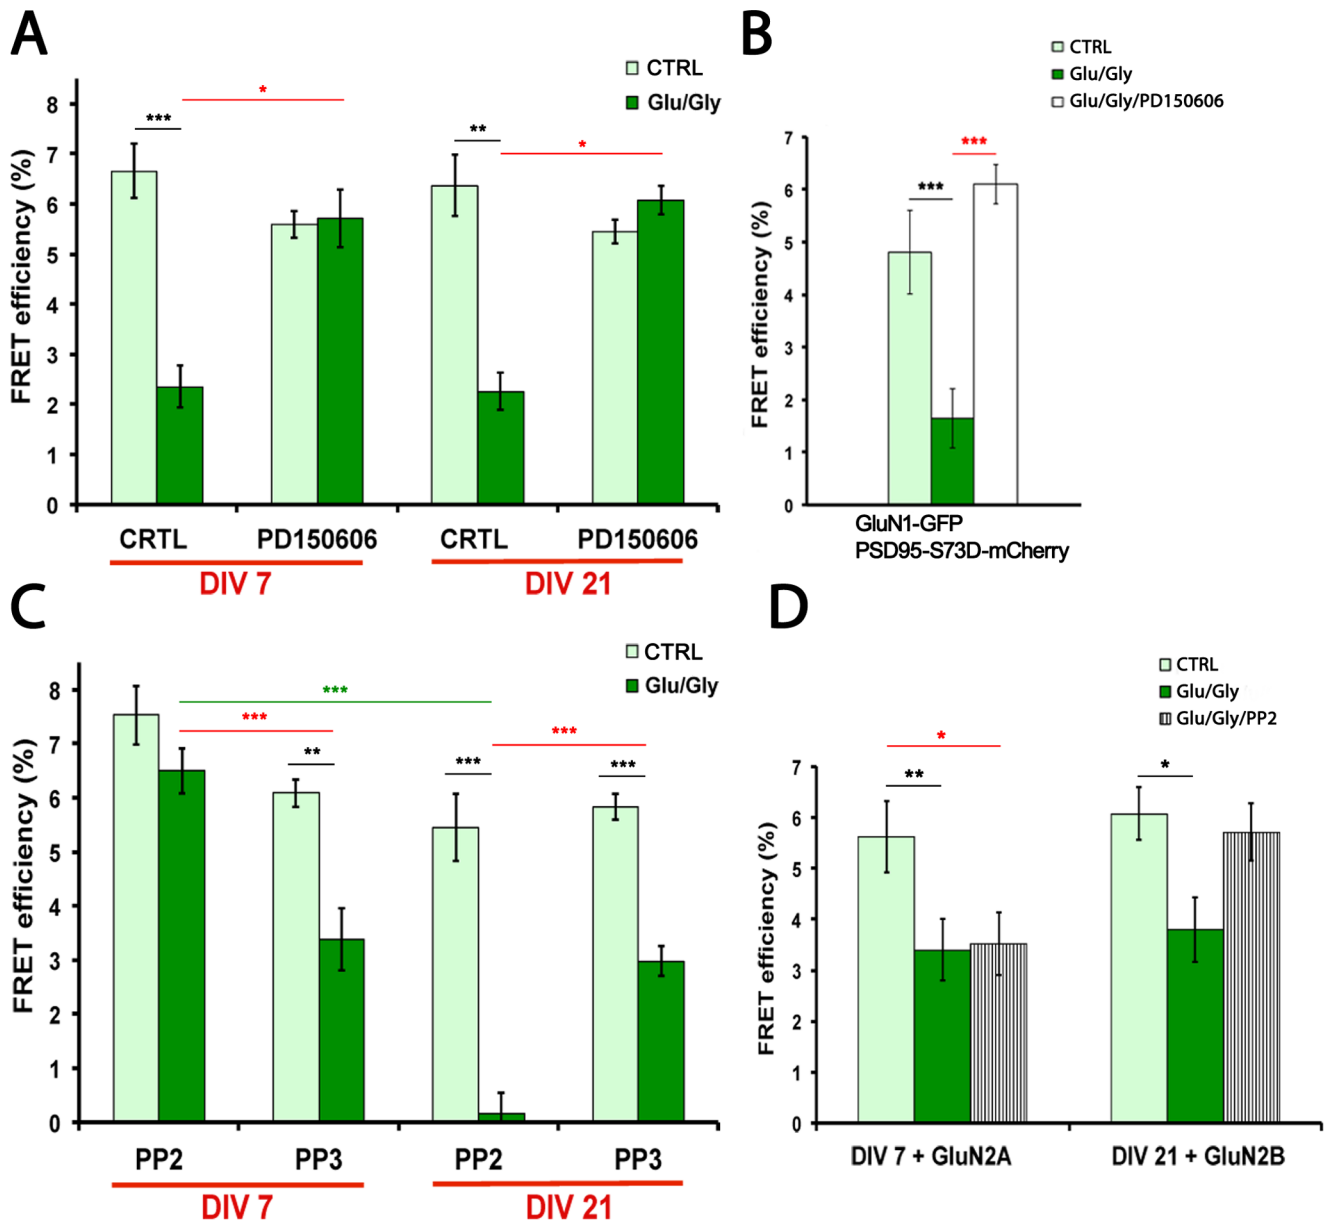 A
CTRL
Glu/Gly
FRET efficiency (%)
8
7
6
5
4
3
2
1
0
***
*
**
*
CRTL
PD150606
CRTL
PD150606
DIV 7
DIV 21
B
CTRL
Glu/Gly
Glu/Gly/PD150606
FRET efficiency (%)
7
6
5
4
3
2
1
0
***
***
GluN1-GFP
PSD95-S73D-mCherry
C
CTRL
Glu/Gly
FRET efficiency (%)
8
7
6
5
4
3
2
1
0
***
***
**
***
***
***
PP2
PP3
PP2
PP3
DIV 7
DIV 21
D
CTRL
Glu/Gly
Glu/Gly/PP2
FRET efficiency (%)
7
6
5
4
3
2
1
0
*
**
*
DIV 7 + GluN2A
DIV 21 + GluN2B